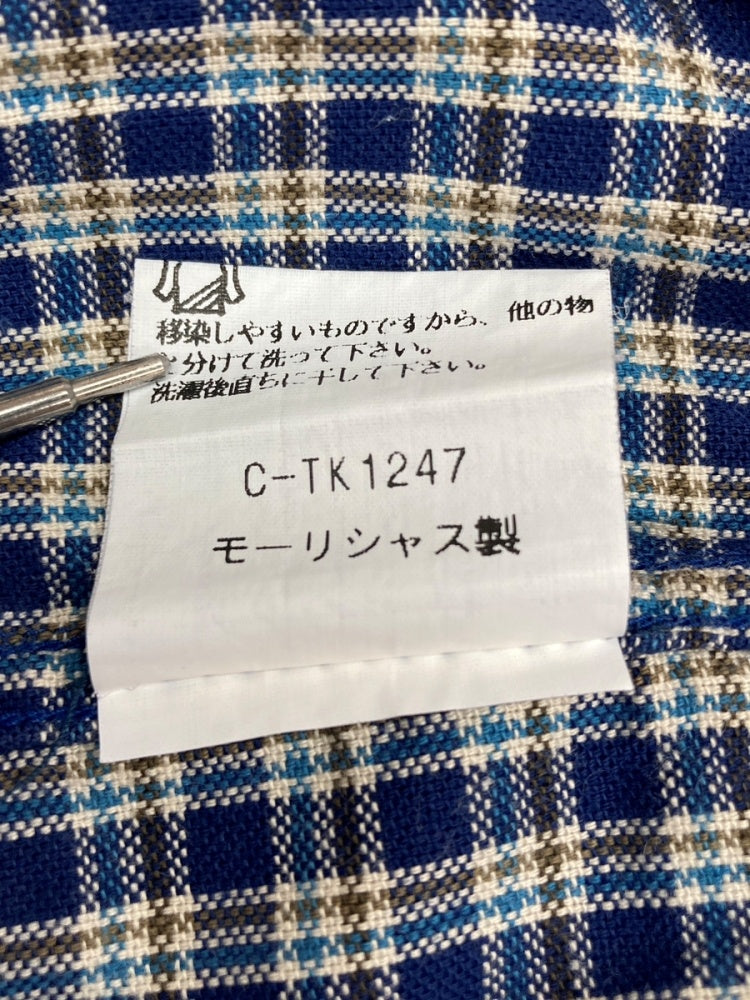 移染しやすいものですから、他の物
と分けて洗って下さい。
洗濯後直ちに干して下さい。
C-TK1247
モーリシャス製